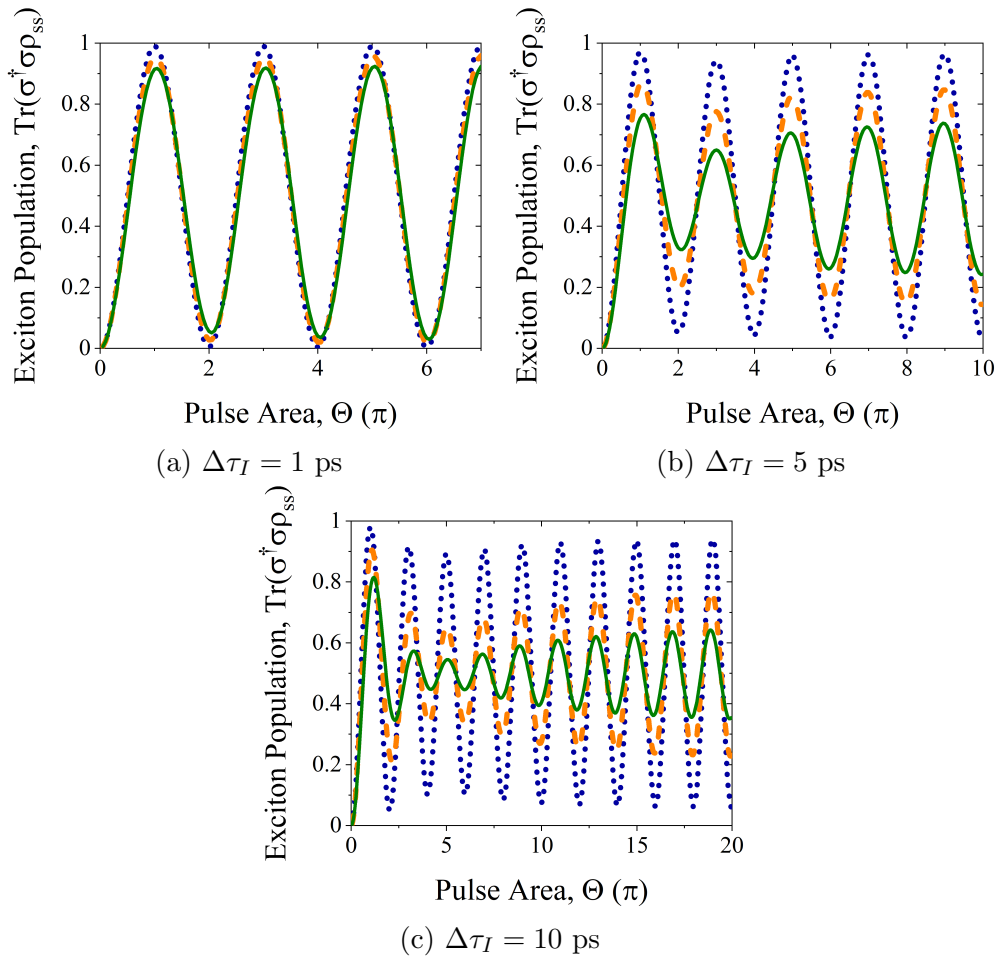 Exciton Population, Tr(σ†σρss)
1
0.8
0.6
0.4
0.2
0
0 2 4 6
Pulse Area, Θ (π)
(a) ΔτI = 1 ps
Exciton Population, Tr(σ†σρss)
1
0.8
0.6
0.4
0.2
0
0 2 4 6 8 10
Pulse Area, Θ (π)
(b) ΔτI = 5 ps
Exciton Population, Tr(σ†σρss)
1
0.8
0.6
0.4
0.2
0
0 5 10 15 20
Pulse Area, Θ (π)
(c) ΔτI = 10 ps